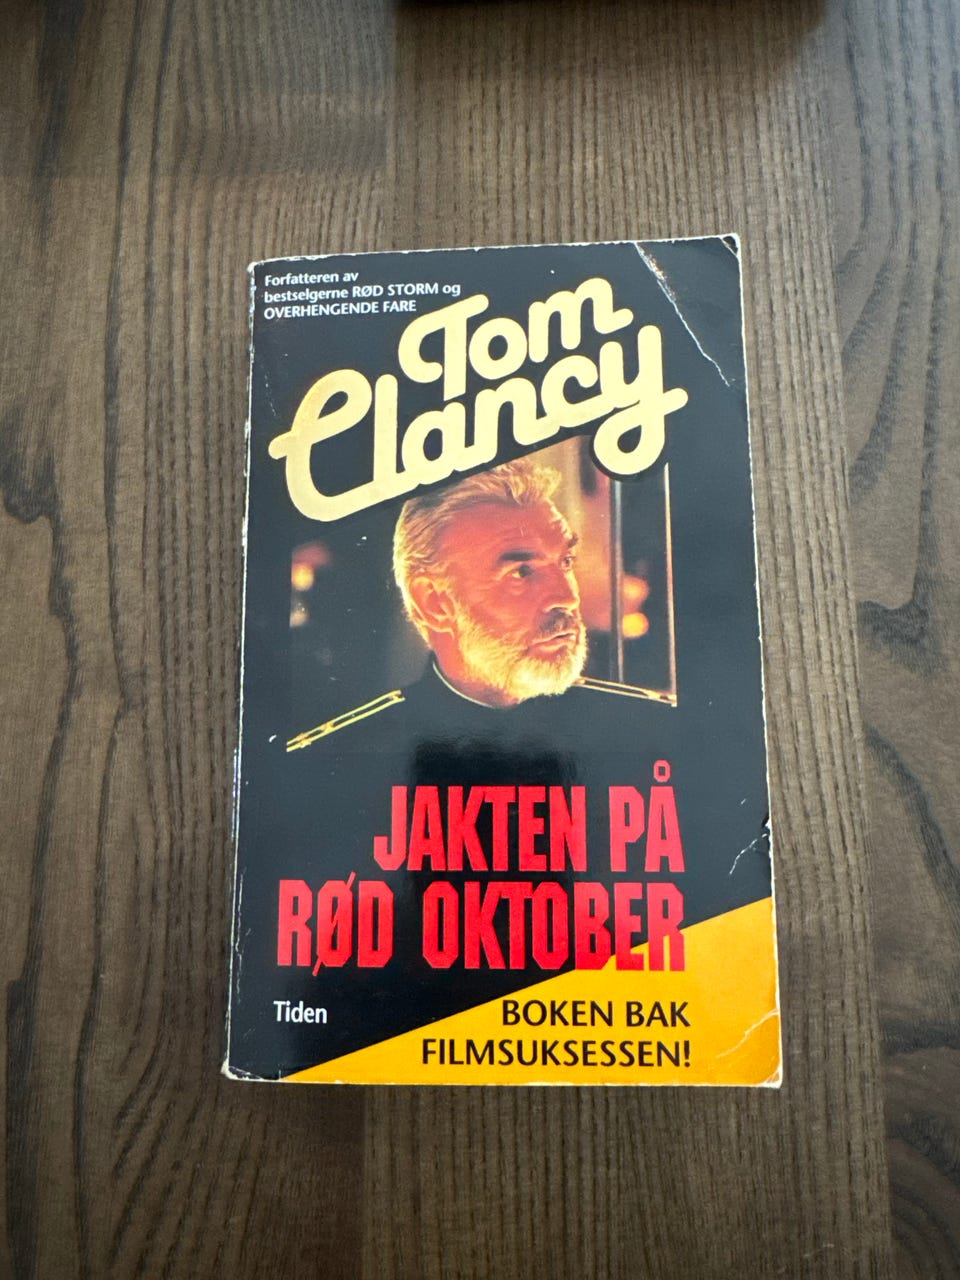 Forfatteren av
bestselgerne RØD STORM og
OVERHENGENDE FARE
Tom
Clancy
JAKTEN PÅ
RØD OKTOBER
Tiden
BOKEN BAK
FILMSUKSESSEN!